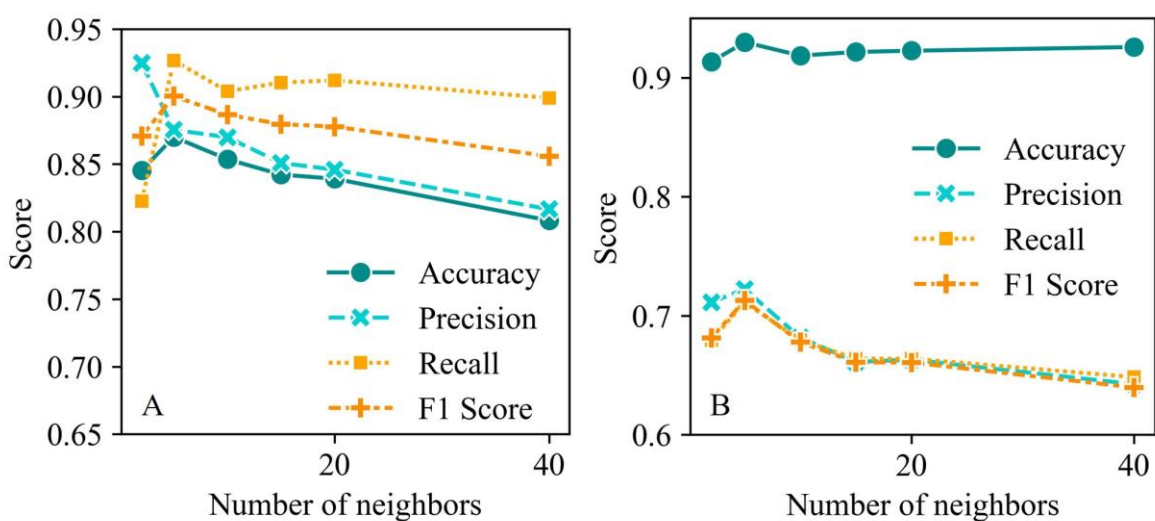 0.95
0.90
0.85
0.80
0.75
0.70
0.65
Score
Accuracy
Precision
Recall
F1 Score
A
20
40
Number of neighbors
0.9
0.8
0.7
0.6
Score
Accuracy
Precision
Recall
F1 Score
B
20
40
Number of neighbors